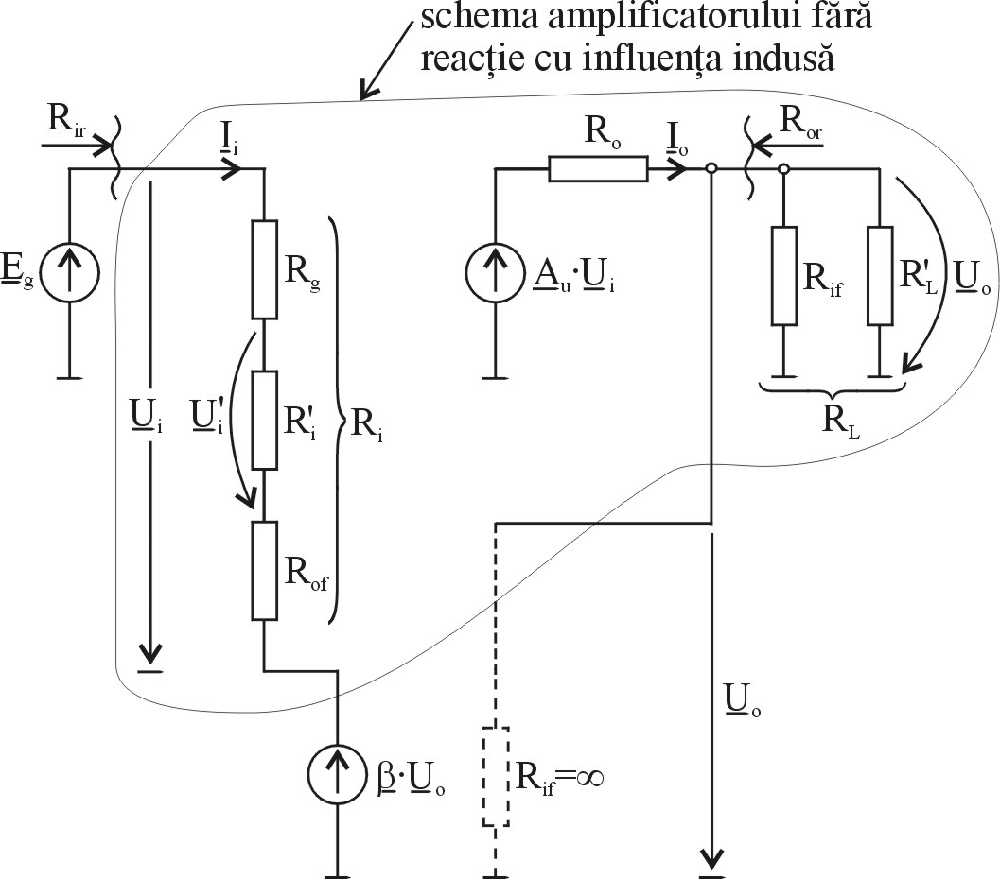 schema amplificatorului fără
reacție cu influența indusă
R_ir
I_i
R_o
I_o
R_or
E_g
R_g
A_u·U_i
R_if
R'_L
U_o
U_i
U'_i
R'_i
R_i
R_L
R_of
U_o
β·U_o
R_if=∞